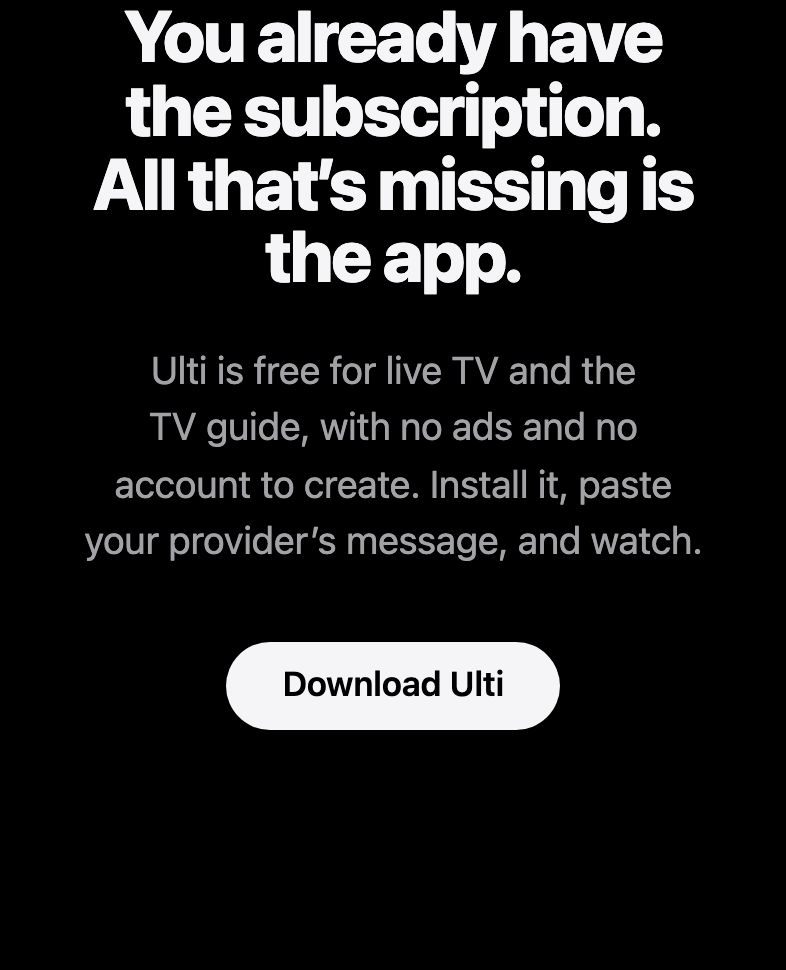 You already have
the subscription.
All that’s missing is
the app.
Ulti is free for live TV and the
TV guide, with no ads and no
account to create. Install it, paste
your provider’s message, and watch.
Download Ulti